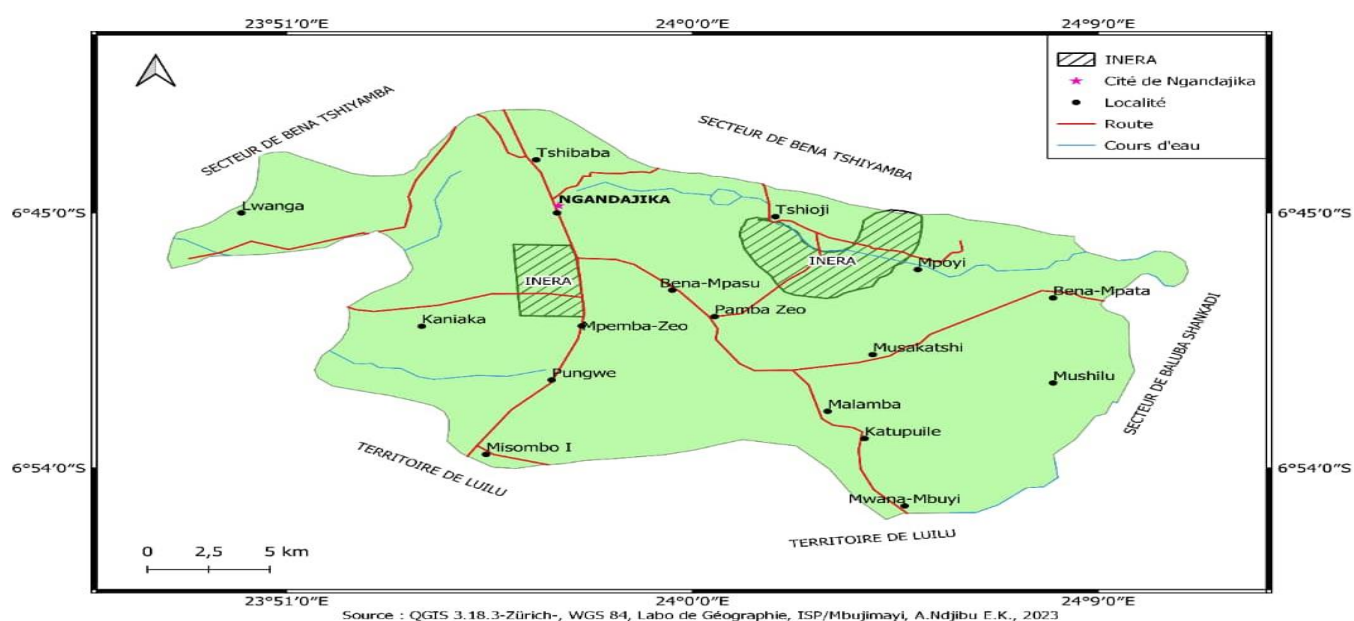 23°51′0″E 24°0′0″E 24°9′0″E
INERA
Cité de Ngandajika
Localité
Route
Cours d'eau
SECTEUR DE BENA TSHIYAMBA
SECTEUR DE BENA TSHIYAMBA
Tshibaba
6°45′0″S
Lwanga
NGANDAJIKA
Tshioji
6°45′0″S
INERA
INERA
Mpoyi
Bena-Mpasu
Bena-Mpata
Pamba Zeo
Kaniaka
Mpemba-Zeo
Musakatshi
SECTEUR DE BALUBA SHANKADI
Pungwe
Mushilu
Malamba
Katupuile
Misombo I
TERRITOIRE DE LUILU
6°54′0″S
6°54′0″S
Mwana-Mbuyi
TERRITOIRE DE LUILU
0 2,5 5 km
23°51′0″E 24°0′0″E 24°9′0″E
Source : QGIS 3.18.3-Zürich-, WGS 84, Labo de Géographie, ISP/Mbujimayi, A.Ndjibu E.K., 2023